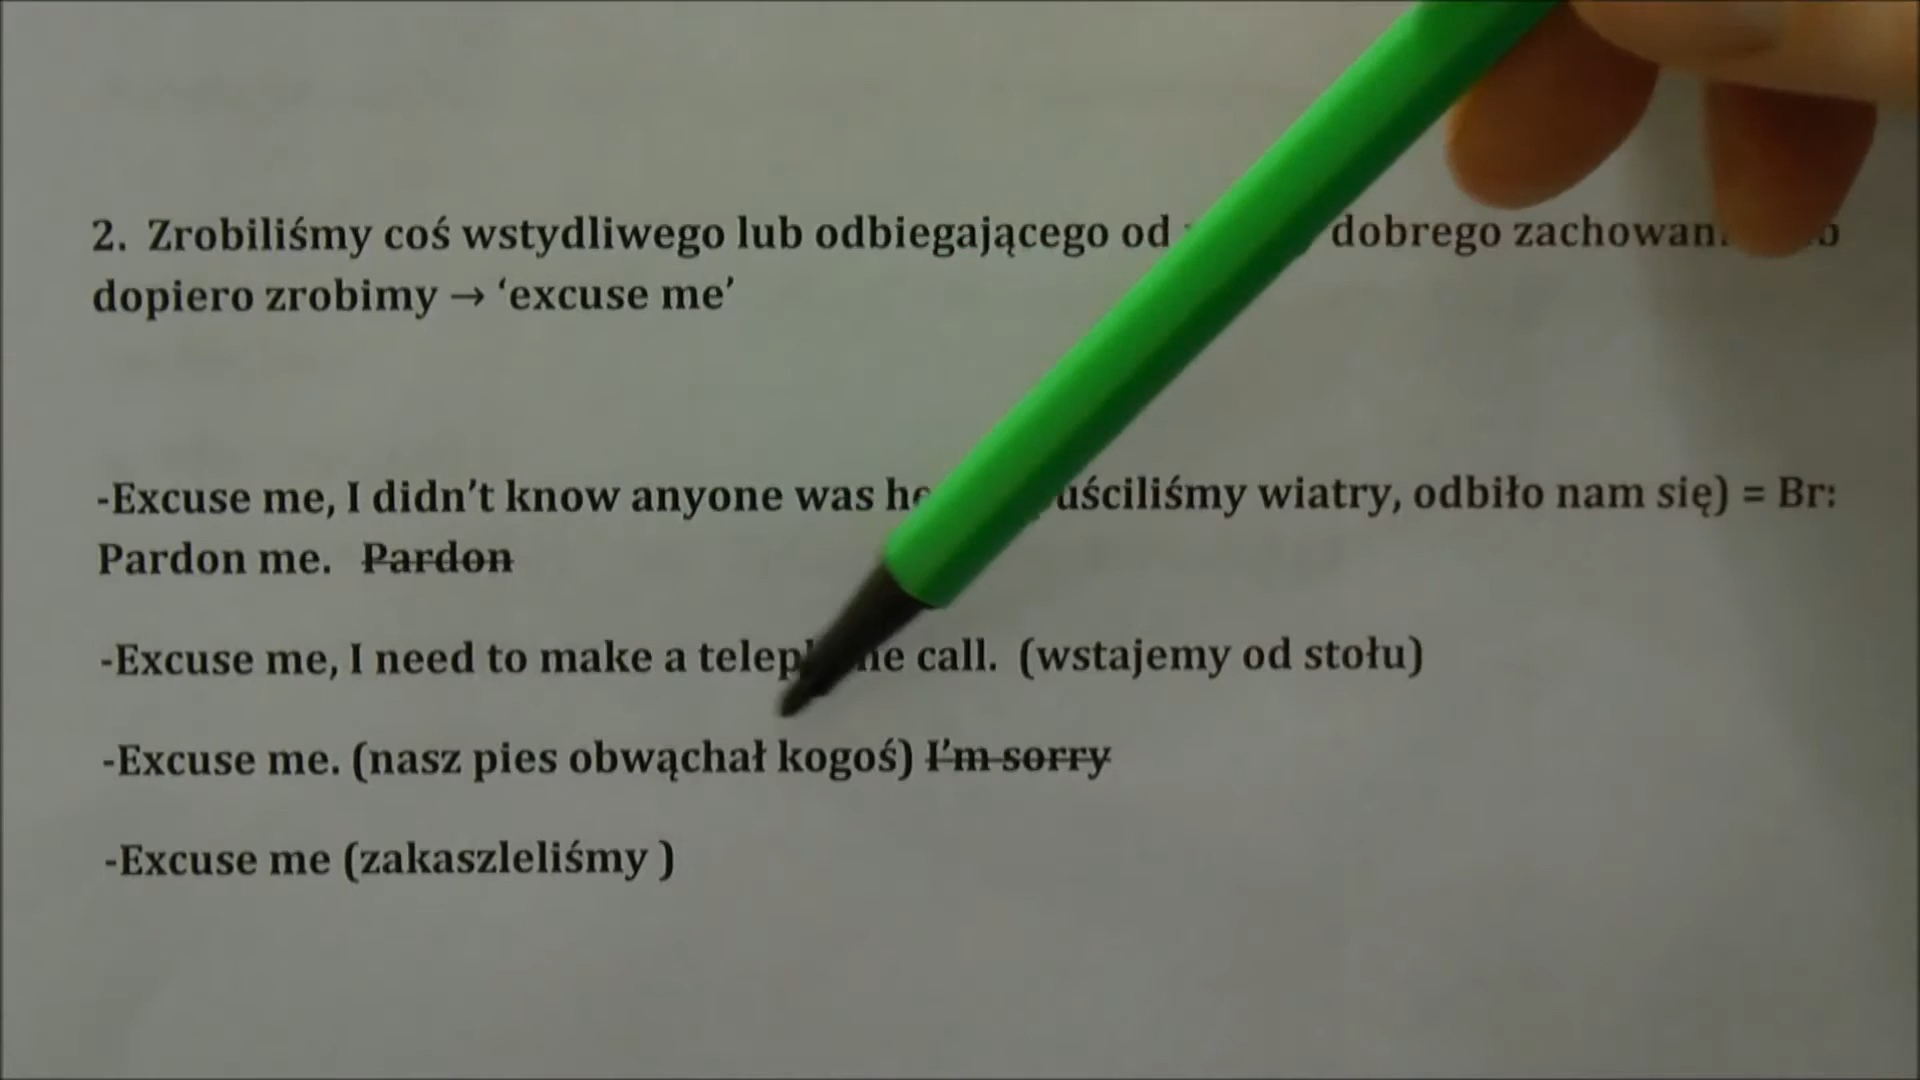 2. Zrobiliśmy coś wstydliwego lub odbiegającego od dobrego
dopiero zrobimy → ‘excuse me’
-Excuse me, I didn’t know anyone was wiatry, odbiło nam się) = Br:
Pardon me. Pardon
-Excuse me, I need to make a call. (wstajemy od stołu)
-Excuse me. (nasz pies obwąchał kogoś) I’m sorry
-Excuse me (zakaszleliśmy )